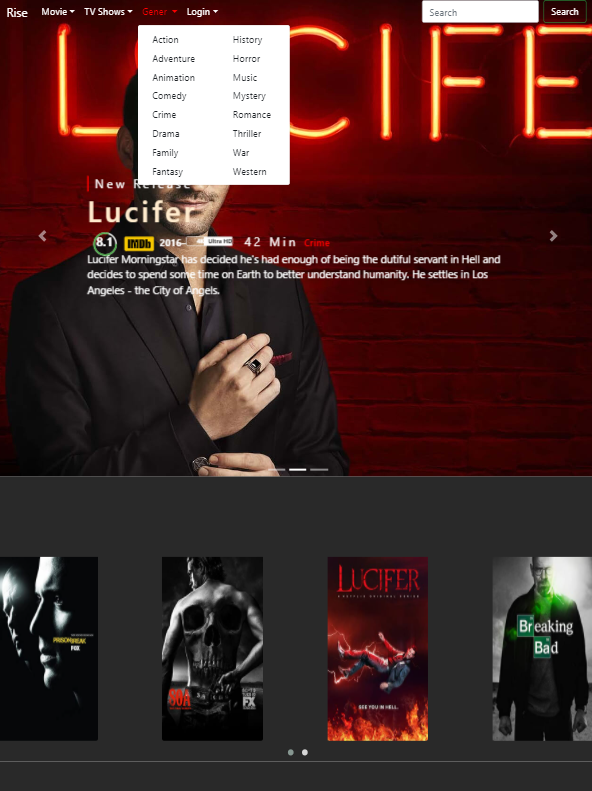 Rise Movie TV Shows Gener Login Search Search
Action History
Adventure Horror
Animation Music
Comedy Mystery
Crime Romance
Drama Thriller
Family War
Fantasy Western
LUCIFE
New Release
Lucifer
8.1 IMDb 2016- 4K Ultra HD 42 Min Crime
Lucifer Morningstar has decided he's had enough of being the dutiful servant in Hell and
decides to spend some time on Earth to better understand humanity. He settles in Los
Angeles - the City of Angels.
PRISON BREAK
FOX
SOA
FX
LUCIFER
A NETFLIX ORIGINAL SERIES
SEE YOU IN HELL.
Breaking
Bad